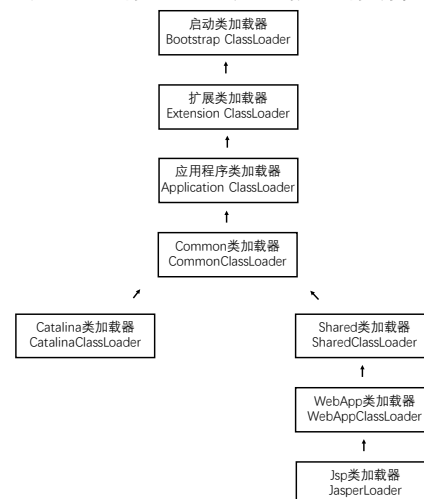 启动类加载器
Bootstrap ClassLoader
扩展类加载器
Extension ClassLoader
应用程序类加载器
Application ClassLoader
Common类加载器
CommonClassLoader
Catalina类加载器
CatalinaClassLoader
Shared类加载器
SharedClassLoader
WebApp类加载器
WebAppClassLoader
Jsp类加载器
JasperLoader